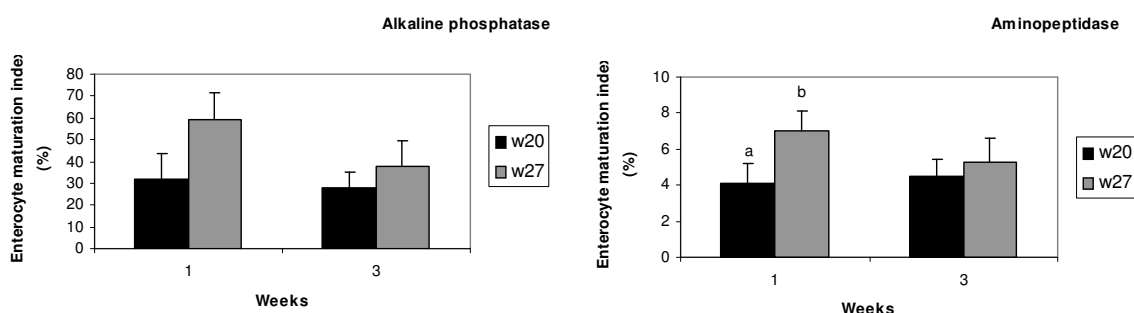 Alkaline phosphatase
Enterocyte maturation index
(%)
80
70
60
50
40
30
20
10
0
1
3
Weeks
w20
w27
Aminopeptidase
Enterocyte maturation index
(%)
10
8
6
4
2
0
a
b
1
3
Weeks
w20
w27